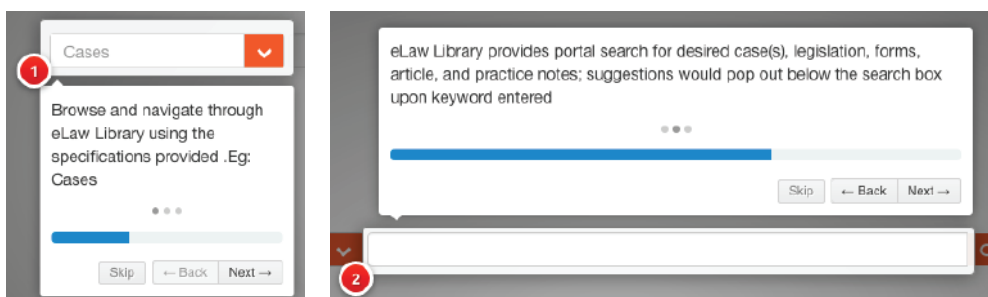 Cases
1
Browse and navigate through
eLaw Library using the
specifications provided .Eg:
Cases
Skip
← Back
Next →
eLaw Library provides portal search for desired case(s), legislation, forms,
article, and practice notes; suggestions would pop out below the search box
upon keyword entered
Skip
← Back
Next →
2